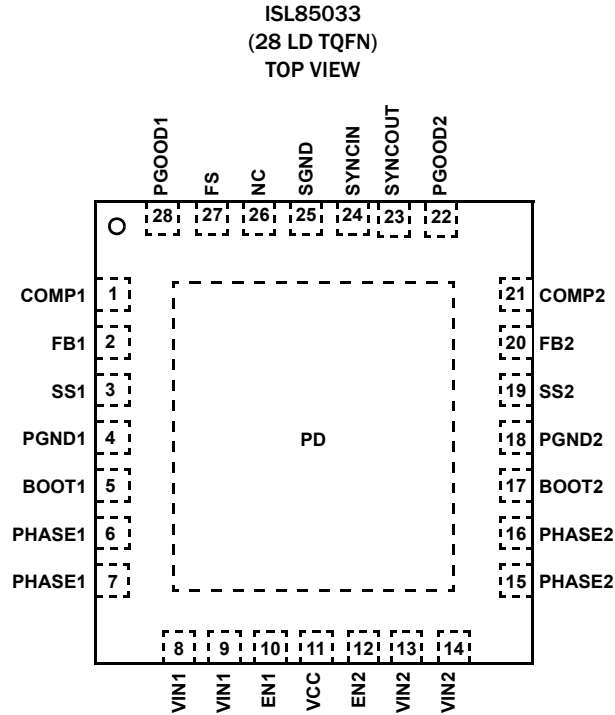 ISL85033
(28 LD TQFN)
TOP VIEW
PGOOD1
FS
NC
SGND
SYNCIN
SYNCOUT
PGOOD2
28 27 26 25 24 23 22
COMP1 1 21 COMP2
FB1 2 20 FB2
SS1 3 19 SS2
PGND1 4 PD 18 PGND2
BOOT1 5 17 BOOT2
PHASE1 6 16 PHASE2
PHASE1 7 15 PHASE2
8 9 10 11 12 13 14
VIN1
VIN1
EN1
VCC
EN2
VIN2
VIN2